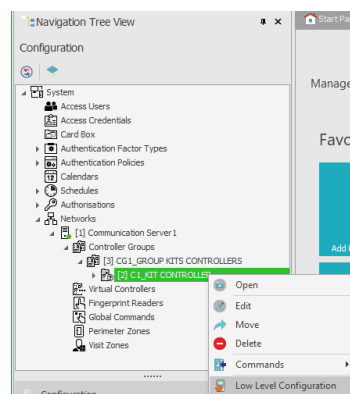 Navigation Tree View
Start Pa
Configuration
Manage
System
Access Users
Access Credentials
Card Box
Authentication Factor Types
Favo
Authentication Policies
12 Calendars
Schedules
Authorisations
Networks
[1] Communication Server1
Controller Groups
[3] CG1_GROUP KITS CONTROLLERS
Add
[2] C1_KIT CONTROLLER
Virtual Controllers
Open
Fingerprint Readers
Edit
Global Commands
Move
Perimeter Zones
Visit Zones
Delete
Commands
Low Level Configuration
Configuration